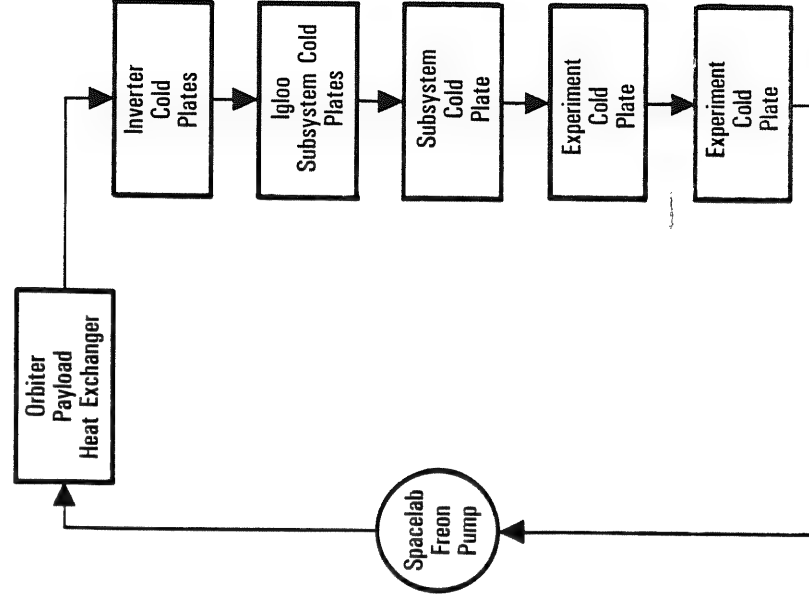 Orbiter
Payload
Heat Exchanger
Inverter
Cold
Plates
Igloo
Subsystem Cold
Plates
Subsystem
Cold
Plate
Experiment
Cold
Plate
Experiment
Cold
Plate
Spacelab
Freon
Pump